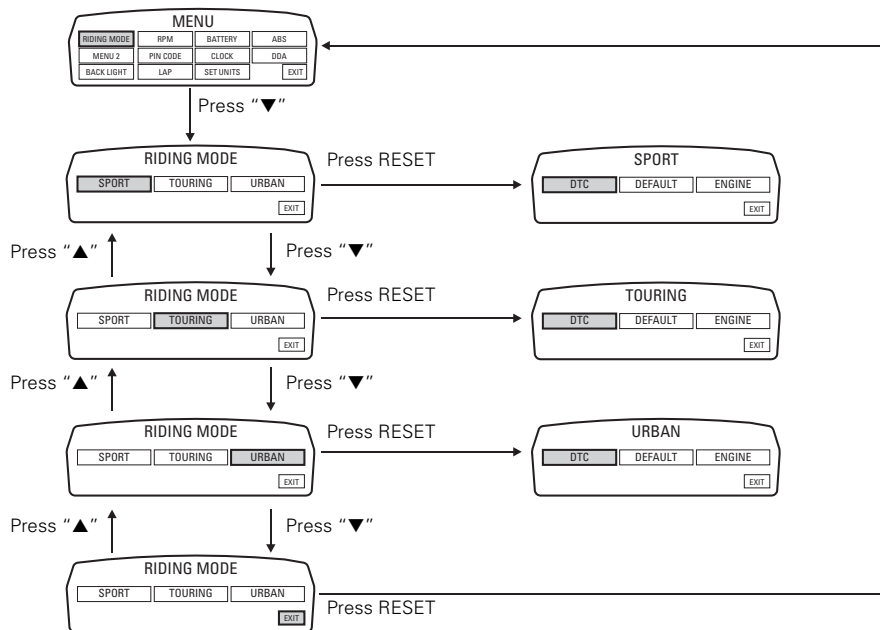 MENU
RIDING MODE RPM BATTERY ABS
MENU 2 PIN CODE CLOCK DDA
BACK LIGHT LAP SET UNITS EXIT
Press “▼”
RIDING MODE
SPORT TOURING URBAN
EXIT
Press RESET
SPORT
DTC DEFAULT ENGINE
EXIT
Press “▲”
Press “▼”
RIDING MODE
SPORT TOURING URBAN
EXIT
Press RESET
TOURING
DTC DEFAULT ENGINE
EXIT
Press “▲”
Press “▼”
RIDING MODE
SPORT TOURING URBAN
EXIT
Press RESET
URBAN
DTC DEFAULT ENGINE
EXIT
Press “▲”
Press “▼”
RIDING MODE
SPORT TOURING URBAN
EXIT
Press RESET